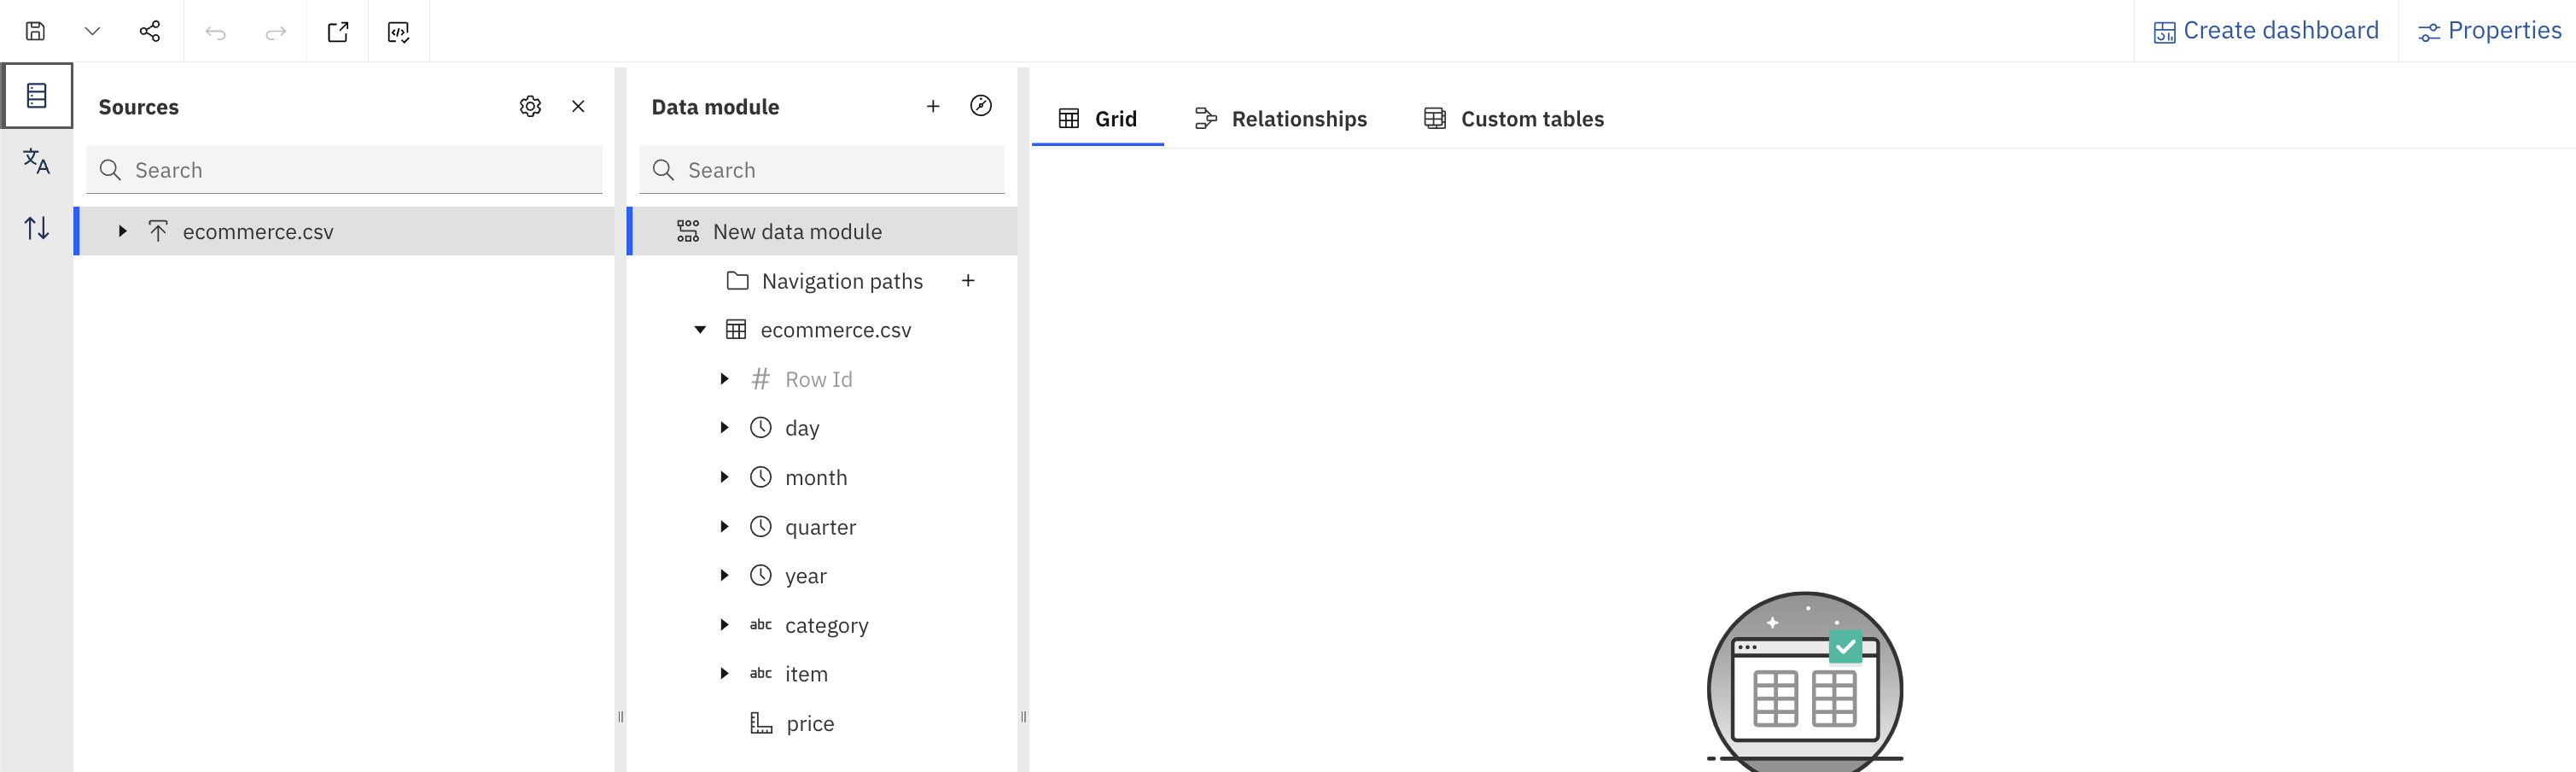 Create dashboard
Properties
Sources
Search
ecommerce.csv
Data module
Search
New data module
Navigation paths
ecommerce.csv
# Row Id
day
month
quarter
year
abc category
abc item
price
Grid
Relationships
Custom tables